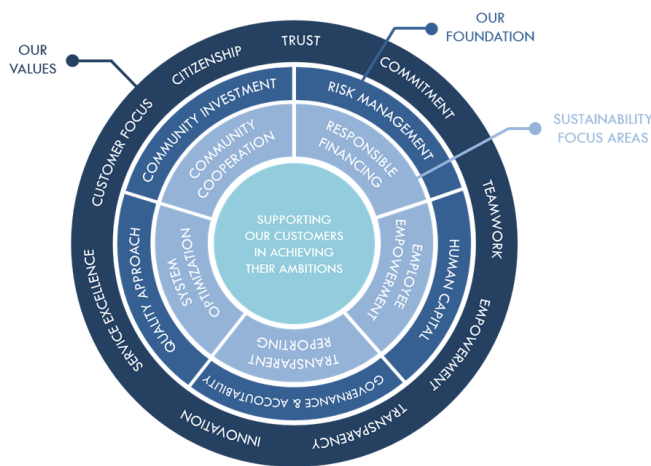 OUR
VALUES
OUR
FOUNDATION
SUSTAINABILITY
FOCUS AREAS
TRUST
COMMITMENT
TEAMWORK
EMPOWERMENT
TRANSPARENCY
INNOVATION
SERVICE EXCELLENCE
CUSTOMER FOCUS
CITIZENSHIP
COMMUNITY INVESTMENT
RISK MANAGEMENT
HUMAN CAPITAL
GOVERNANCE & ACCOUTABILITY
QUALITY APPROACH
COMMUNITY
COOPERATION
RESPONSIBLE
FINANCING
EMPLOYEE
EMPOWERMENT
TRANSPARENT
REPORTING
SYSTEM
OPTIMIZATION
SUPPORTING
OUR CUSTOMERS
IN ACHIEVING
THEIR AMBITIONS